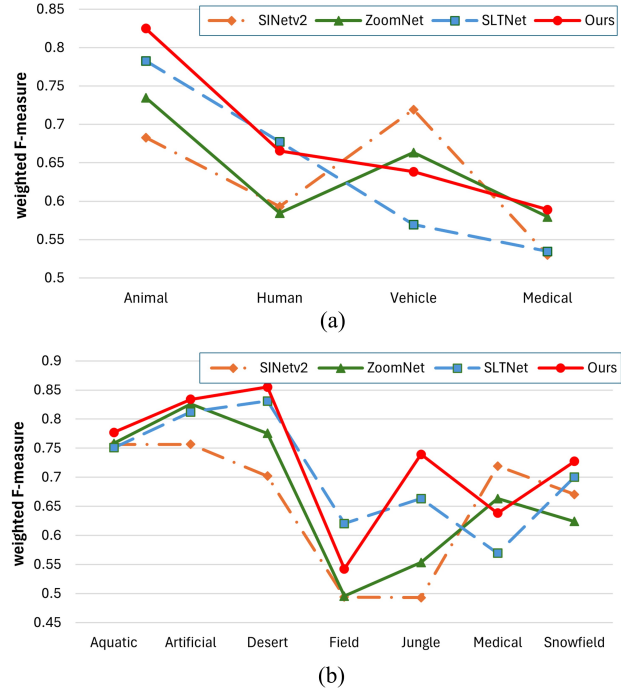 SINetv2 ZoomNet SLTNet Ours
weighted F-measure
0.85
0.8
0.75
0.7
0.65
0.6
0.55
0.5
Animal Human Vehicle Medical
(a)
SINetv2 ZoomNet SLTNet Ours
weighted F-measure
0.9
0.85
0.8
0.75
0.7
0.65
0.6
0.55
0.5
0.45
Aquatic Artificial Desert Field Jungle Medical Snowfield
(b)